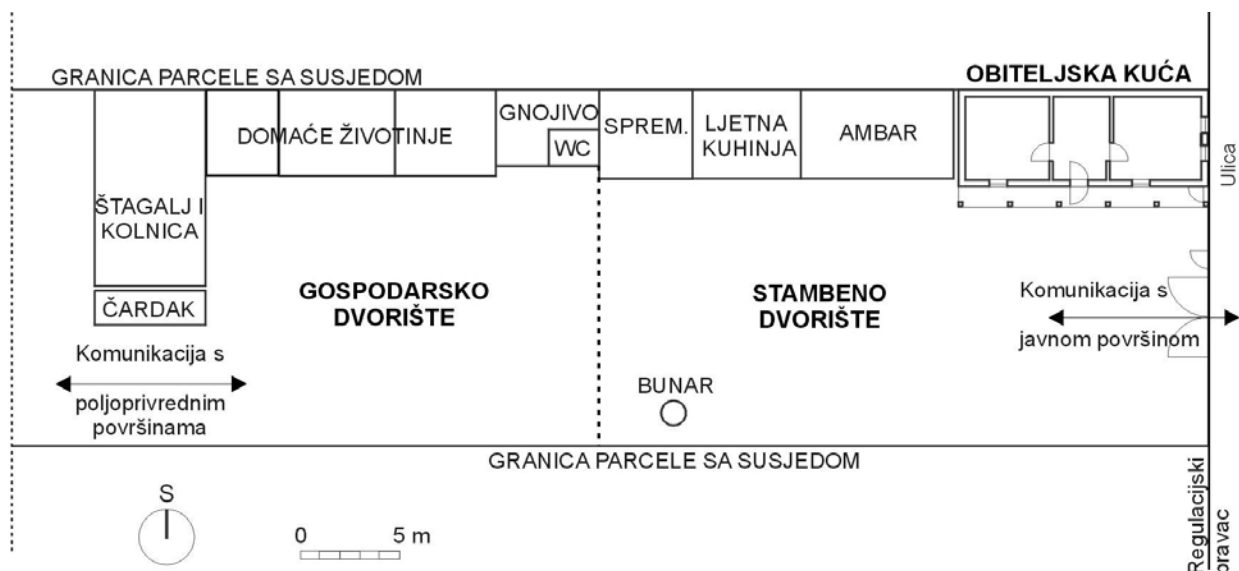 GRANICA PARCELE SA SUSJEDOM
OBITELJSKA KUĆA
DOMAĆE ŽIVOTINJE
GNOJIVO
WC
SPREM.
LJETNA
KUHINJA
AMBAR
Ulica
ŠTAGALJ I
KOLNICA
ČARDAK
GOSPODARSKO
DVORIŠTE
STAMBENO
DVORIŠTE
Komunikacija s
javnom površinom
Komunikacija s
poljoprivrednim
površinama
BUNAR
GRANICA PARCELE SA SUSJEDOM
Regulacijski
pravac
S
0 5 m